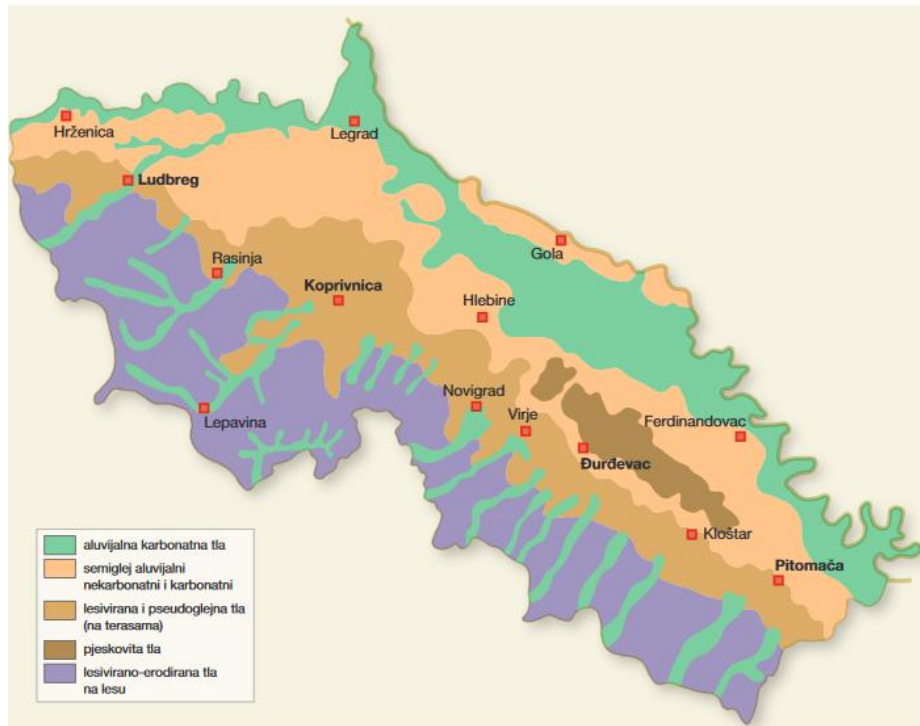 Hrženica
Legrad
Ludbreg
Gola
Rasinja
Koprivnica
Hlebine
Novigrad
Virje
Ferdinandovac
Lepavina
Đurđevac
Kloštar
Pitomača
aluvijalna karbonatna tla
semiglej aluvijalni
nekarbonatni i karbonatni
lesivirana i pseudoglejna tla
(na terasama)
pjeskovita tla
lesivirano-erodirana tla
na lesu